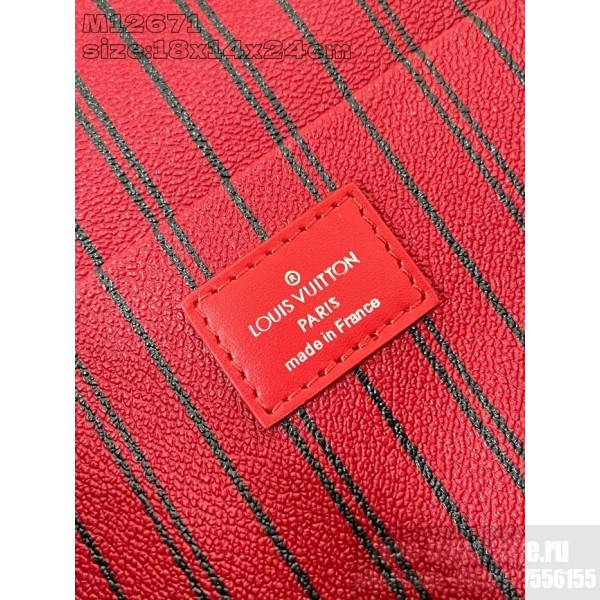 M12671
size:18x14x24cm
®
LOUIS VUITTON
PARIS
made in France